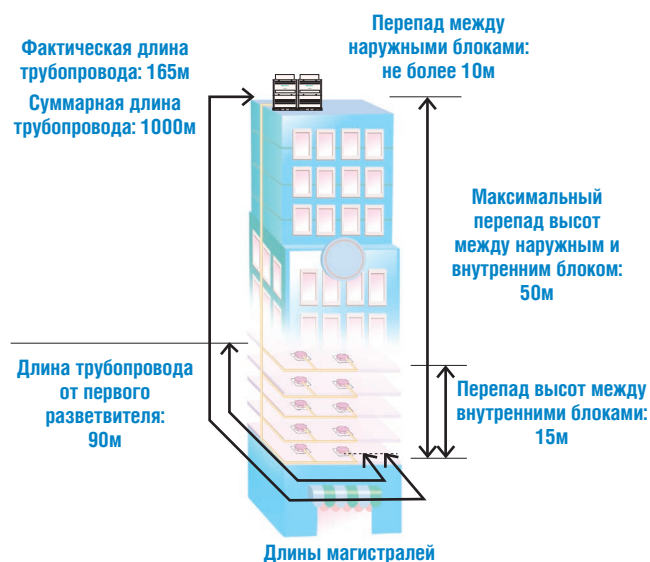 Фактическая длина
трубопровода: 165м
Суммарная длина
трубопровода: 1000м
Перепад между
наружными блоками:
не более 10м
Максимальный
перепад высот
между наружным и
внутренним блоком:
50м
Длина трубопровода
от первого
разветвителя:
90м
Перепад высот между
внутренними блоками:
15м
Длины магистралей